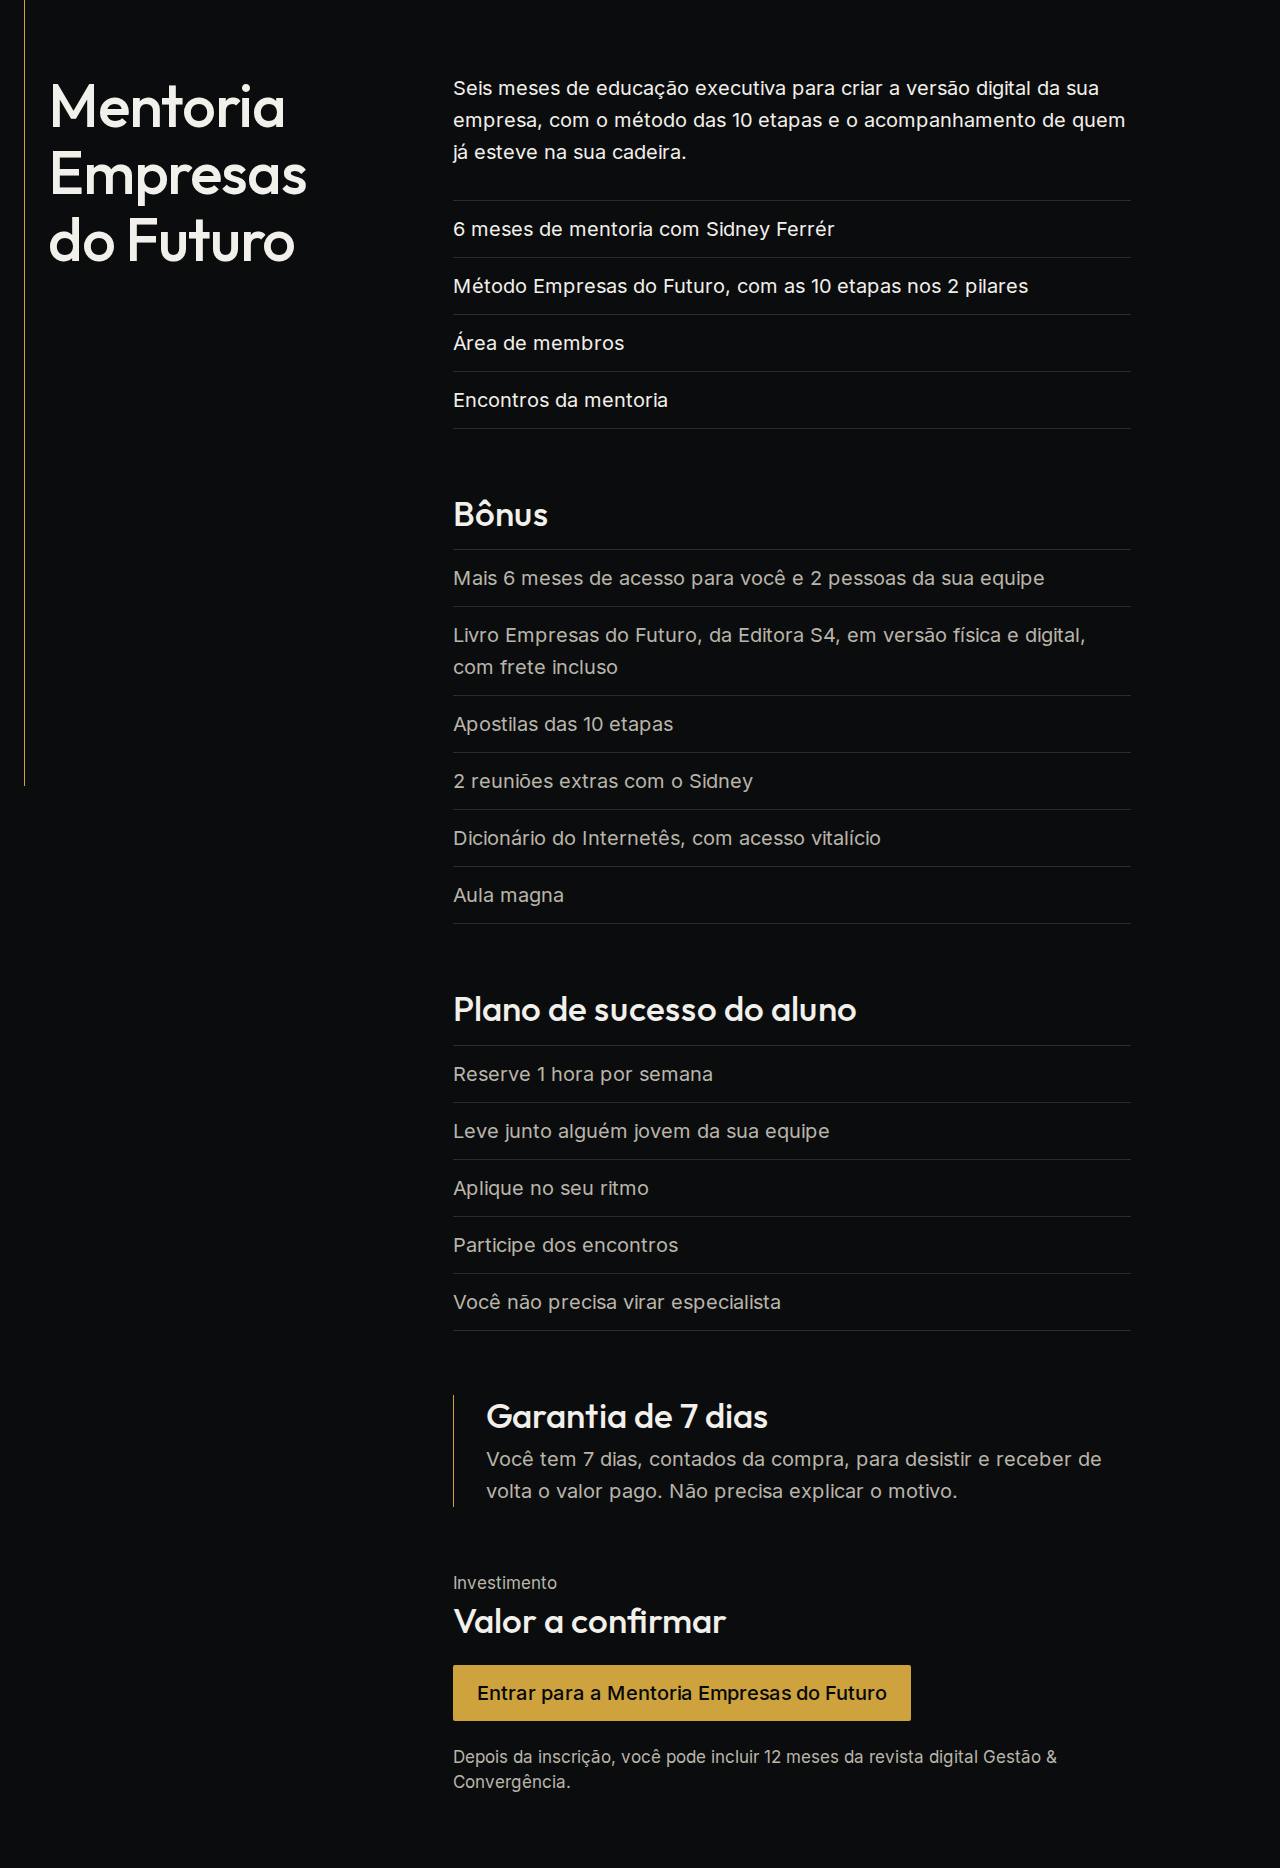 Mentoria
Empresas
do Futuro
Seis meses de educação executiva para criar a versão digital da sua
empresa, com o método das 10 etapas e o acompanhamento de quem
já esteve na sua cadeira.
6 meses de mentoria com Sidney Ferrér
Método Empresas do Futuro, com as 10 etapas nos 2 pilares
Área de membros
Encontros da mentoria
Bônus
Mais 6 meses de acesso para você e 2 pessoas da sua equipe
Livro Empresas do Futuro, da Editora S4, em versão física e digital,
com frete incluso
Apostilas das 10 etapas
2 reuniões extras com o Sidney
Dicionário do Internetês, com acesso vitalício
Aula magna
Plano de sucesso do aluno
Reserve 1 hora por semana
Leve junto alguém jovem da sua equipe
Aplique no seu ritmo
Participe dos encontros
Você não precisa virar especialista
Garantia de 7 dias
Você tem 7 dias, contados da compra, para desistir e receber de
volta o valor pago. Não precisa explicar o motivo.
Investimento
Valor a confirmar
Entrar para a Mentoria Empresas do Futuro
Depois da inscrição, você pode incluir 12 meses da revista digital Gestão &
Convergência.